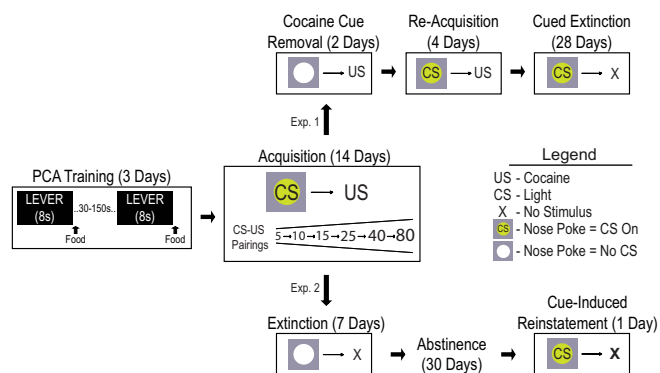 Cocaine Cue
Removal (2 Days)
Re-Acquisition
(4 Days)
Cued Extinction
(28 Days)
US
CS
US
CS
X
Exp. 1
PCA Training (3 Days)
LEVER
(8s)
..30-150s..
LEVER
(8s)
Food
Food
Acquisition (14 Days)
CS
US
CS-US
Pairings
5→10→15→25→40→80
Legend
US - Cocaine
CS - Light
X - No Stimulus
CS - Nose Poke = CS On
- Nose Poke = No CS
Exp. 2
Extinction (7 Days)
X
Abstinence
(30 Days)
Cue-Induced
Reinstatement (1 Day)
CS
X